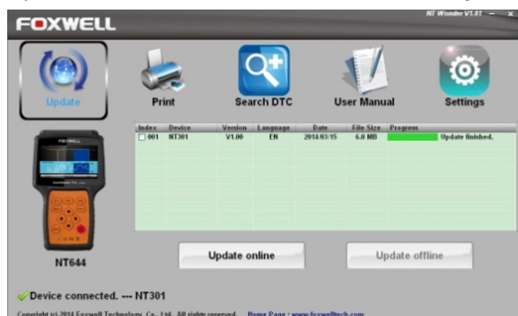 NT Wonder V1.01
FOXWELL
Update
Print
Search DTC
User Manual
Settings
Index Device Version Language Date File Size Progress
001 NT301 V1.00 EN 2014/03/15 6.0 MB Update finished.
FOXWELL
NT644
Update online
Update offline
Device connected. --- NT301
Copyright (c) 2014 Foxwell Technology Co., Ltd. All rights reserved. Home Page : www.foxwelltech.com